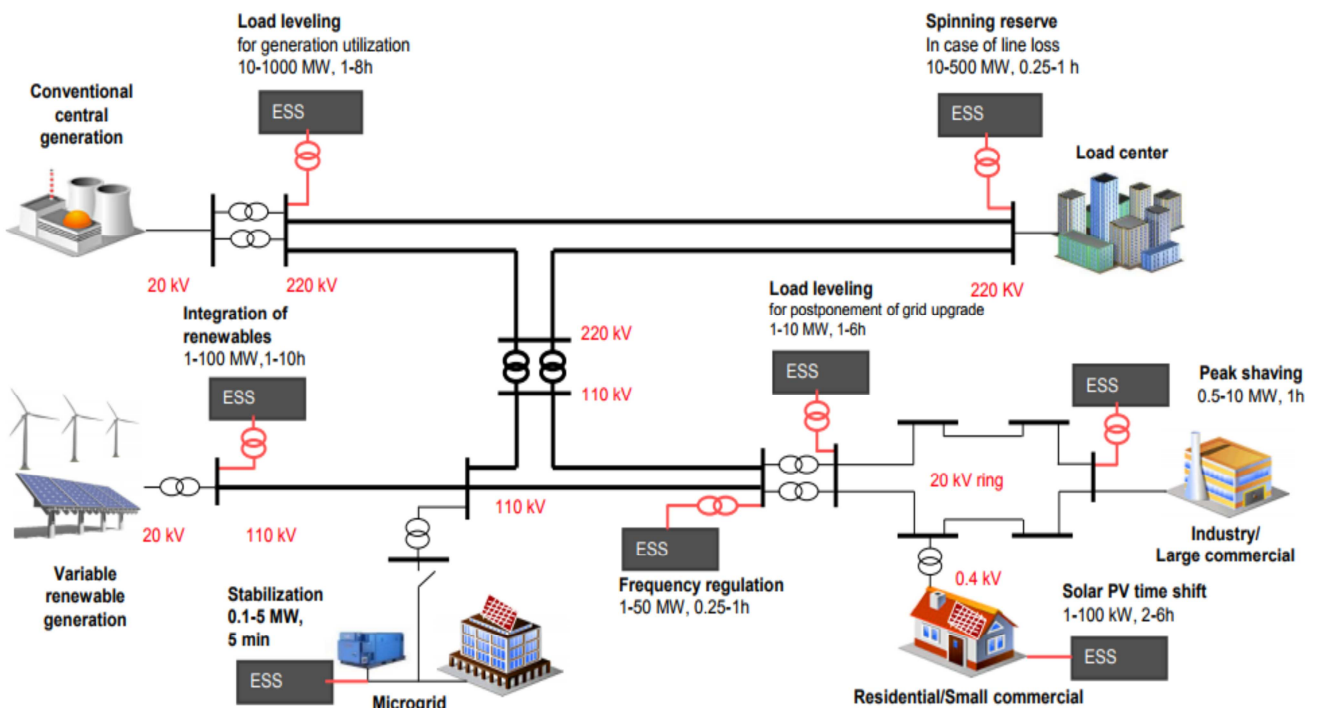 Load leveling
for generation utilization
10-1000 MW, 1-8h
ESS
Spinning reserve
In case of line loss
10-500 MW, 0.25-1 h
ESS
Conventional
central
generation
Load center
20 kV
220 kV
220 KV
Integration of
renewables
1-100 MW,1-10h
ESS
220 kV
110 kV
Load leveling
for postponement of grid upgrade
1-10 MW, 1-6h
ESS
Peak shaving
0.5-10 MW, 1h
ESS
20 kV ring
20 kV
110 kV
110 kV
Variable
renewable
generation
Industry/
Large commercial
ESS
Frequency regulation
1-50 MW, 0.25-1h
0.4 kV
Stabilization
0.1-5 MW,
5 min
ESS
Microgrid
Solar PV time shift
1-100 kW, 2-6h
ESS
Residential/Small commercial